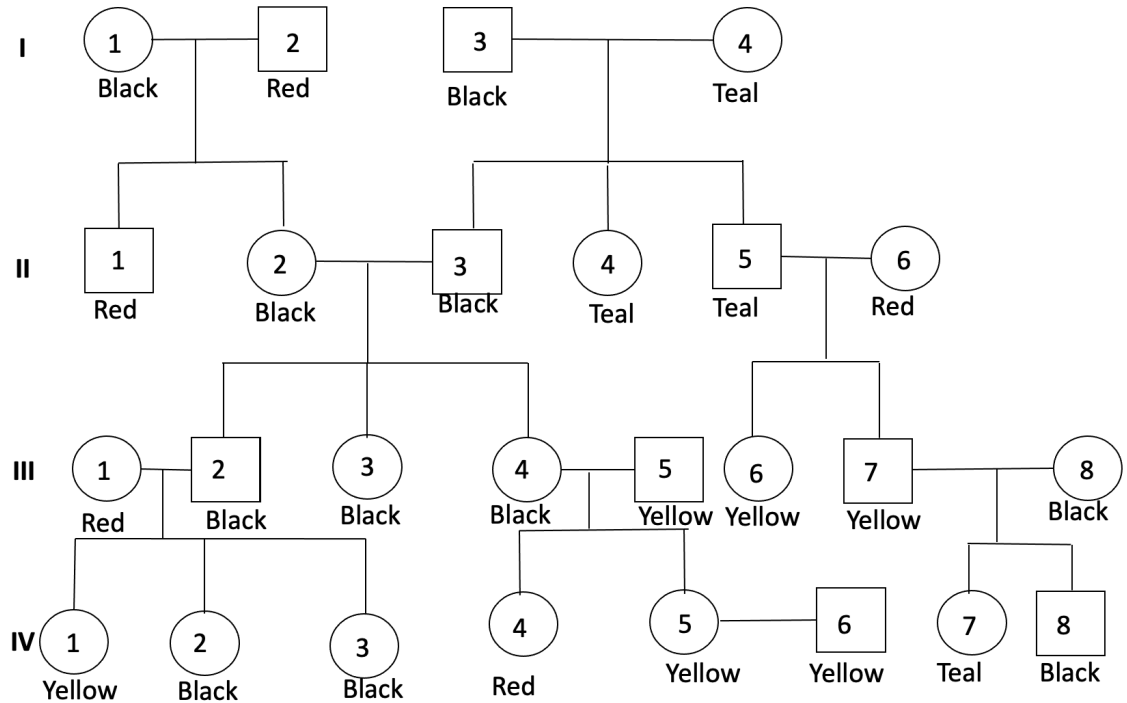 I
1 2 3 4
Black Red Black Teal
II
1 2 3 4 5 6
Red Black Black Teal Teal Red
III
1 2 3 4 5 6 7 8
Red Black Black Black Yellow Yellow Yellow Black
IV
1 2 3 4 5 6 7 8
Yellow Black Black Red Yellow Yellow Teal Black